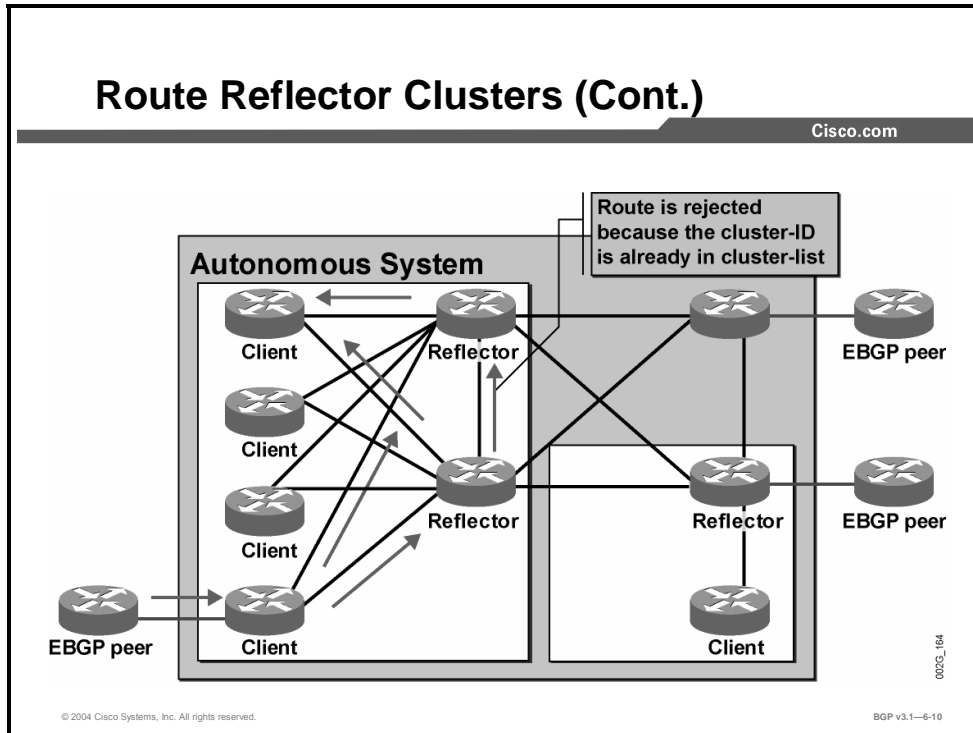 Route Reflector Clusters (Cont.)
Cisco.com
Route is rejected
because the cluster-ID
is already in cluster-list
Autonomous System
Client
Reflector
EBGP peer
Client
Client
Reflector
Reflector
EBGP peer
EBGP peer
Client
Client
002G_164
© 2004 Cisco Systems, Inc. All rights reserved.
BGP v3.1—6-10